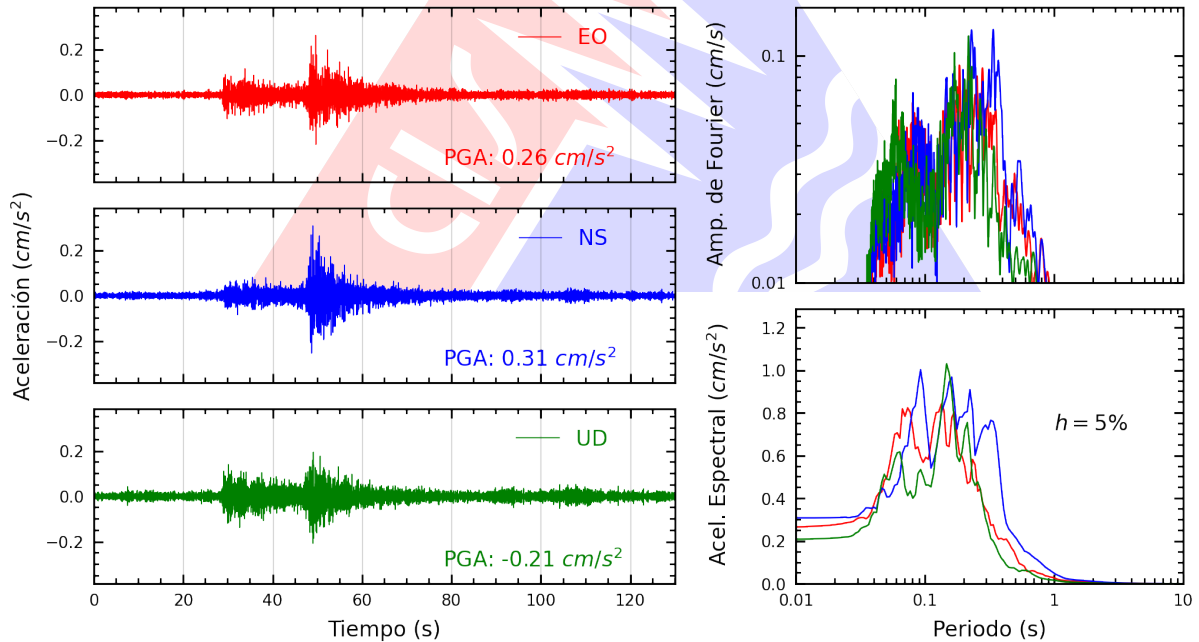 Aceleración (cm/s²)
0.2
0.0
−0.2
EO
PGA: 0.26 cm/s²
0.2
0.0
−0.2
NS
PGA: 0.31 cm/s²
0.2
0.0
−0.2
UD
PGA: -0.21 cm/s²
0 20 40 60 80 100 120
Tiempo (s)
Amp. de Fourier (cm/s)
0.1
0.01
Acel. Espectral (cm/s²)
1.2
1.0
0.8
0.6
0.4
0.2
0.0
h = 5%
0.01 0.1 1 10
Periodo (s)